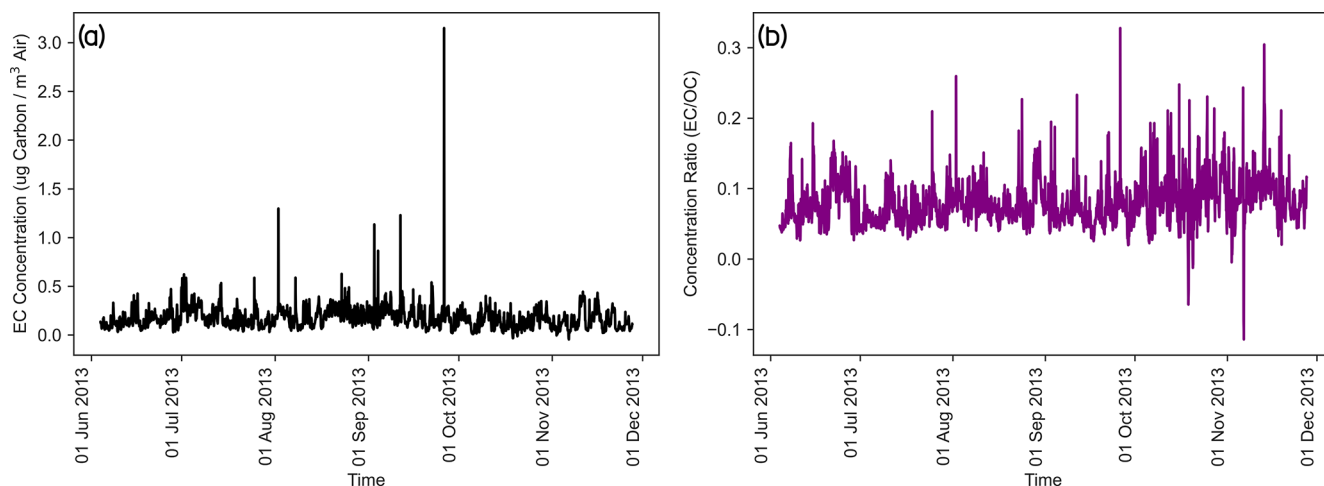 (a)
EC Concentration (ug Carbon / m³ Air)
3.0
2.5
2.0
1.5
1.0
0.5
0.0
01 Jun 2013
01 Jul 2013
01 Aug 2013
01 Sep 2013
01 Oct 2013
01 Nov 2013
01 Dec 2013
Time
(b)
Concentration Ratio (EC/OC)
0.3
0.2
0.1
0.0
−0.1
01 Jun 2013
01 Jul 2013
01 Aug 2013
01 Sep 2013
01 Oct 2013
01 Nov 2013
01 Dec 2013
Time